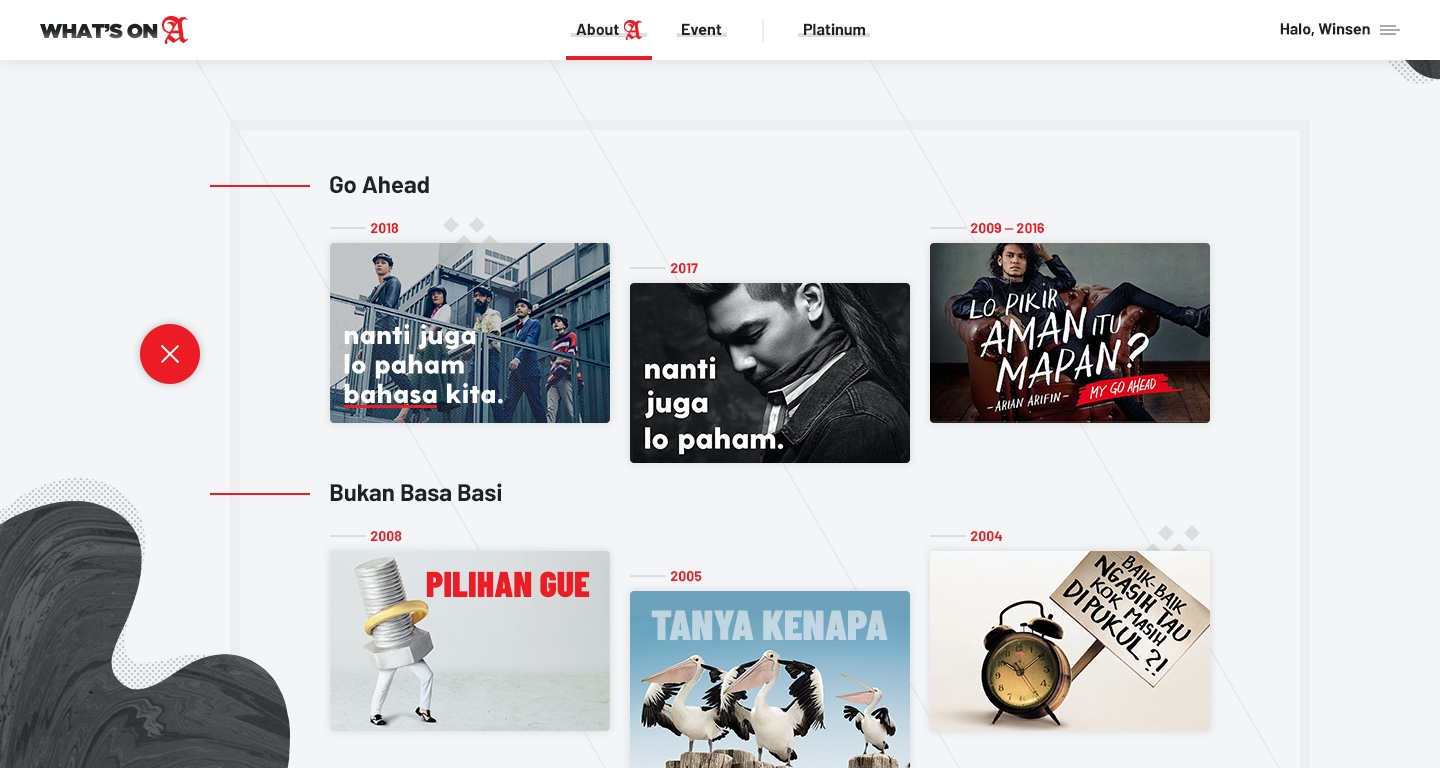 WHAT'S ON A
About A
Event
Platinum
Halo, Winsen
Go Ahead
2018
nanti juga
lo paham
bahasa kita.
2017
nanti
juga
lo paham.
2009 – 2016
LO PIKIR
AMAN ITU
MAPAN?
–ARIAN ARIFIN–
MY GO AHEAD
Bukan Basa Basi
2008
PILIHAN GUE
2005
TANYA KENAPA
2004
BAIK-BAIK
NGASIH TAU
KOK MASIH
DIPUKUL ?!